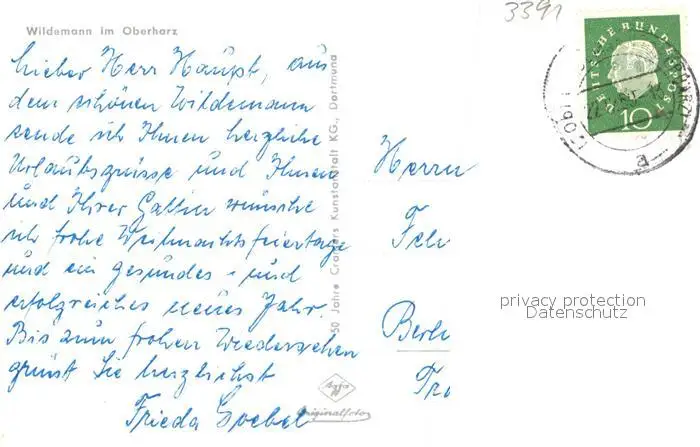 Wildemann im Oberharz
3391
Lieber Herr Haupt, aus
dem schönen Wildemann
sende ich Ihnen herzliche
Urlaubsgrüsse und Ihnen
und Ihrer Gattin wünsche
ich frohe Weihnachtsfeiertage
und ein gesundes und
erfolgreiches neues Jahr.
Bis zum frohen Wiedersehen
grüsst Sie herzlichst
Frieda Goebel
50 Jahre Cramers Kunstanstalt KG., Dortmund
Agfa
Originalfoto
DEUTSCHE BUNDESPOST
10
Herrn
Berl
privacy protection
Datenschutz